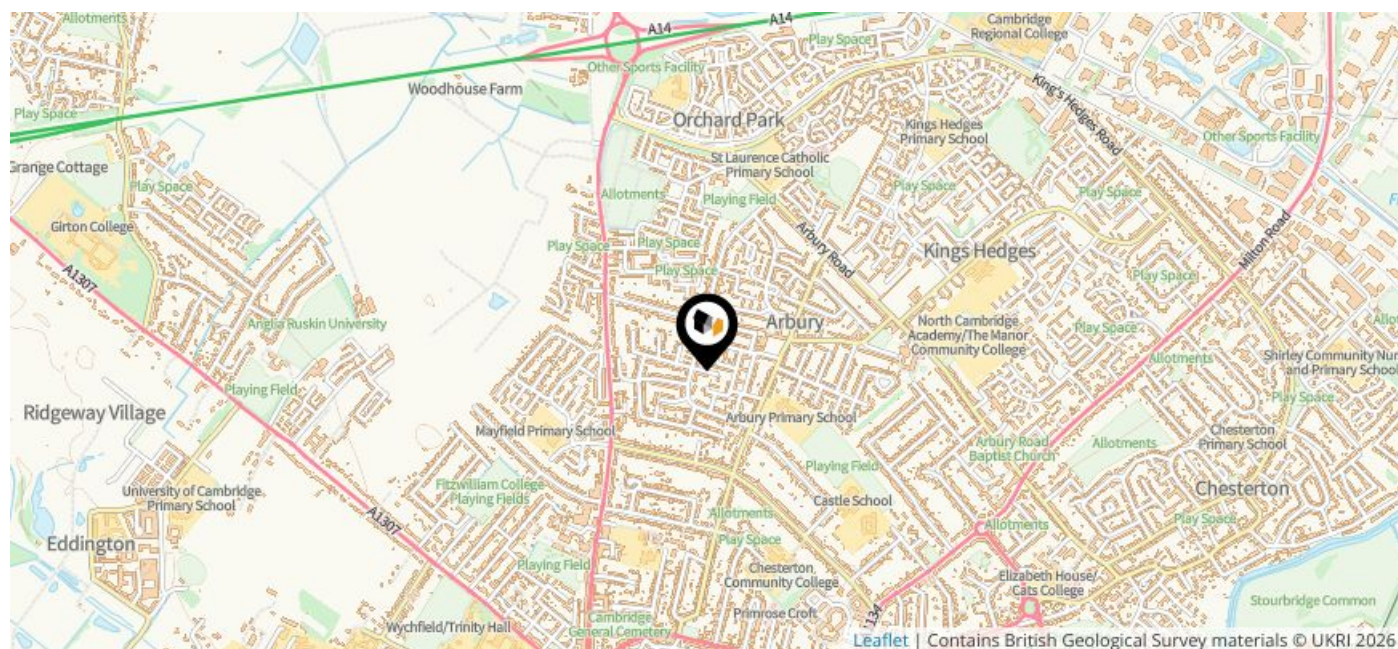 Allotments
A14
A14
Cambridge
Regional College
Play Space
Play Space
Other Sports Facility
Woodhouse Farm
King's Hedges Road
Play Space
Orchard Park
Kings Hedges
Primary School
Other Sports Facility
Grange Cottage
St Laurence Catholic
Primary School
Play Space
Allotments
Playing Field
Play Space
Play Space
Girton College
Arbury Road
Milton Road
Play Space
Play Space
Kings Hedges
A1307
Play Space
Play Space
Anglia Ruskin University
Arbury
North Cambridge
Academy/The Manor
Community College
Play Space
Allotments
Shirley Community Nur
and Primary School
Playing Field
Play Space
Ridgeway Village
Arbury Primary School
Mayfield Primary School
Chesterton
Primary School
Arbury Road
Baptist Church
Allotments
Playing Field
Fitzwilliam College
Playing Fields
University of Cambridge
Primary School
Castle School
Chesterton
A1307
Allotments
Play Space
Allotments
Eddington
Play Space
Playing Field
Chesterton
Community College
Elizabeth House/
Cats College
Stourbridge Common
Primrose Croft
Cambridge
General Cemetery
Wychfield/Trinity Hall
134
Leaflet | Contains British Geological Survey materials © UKRI 2026